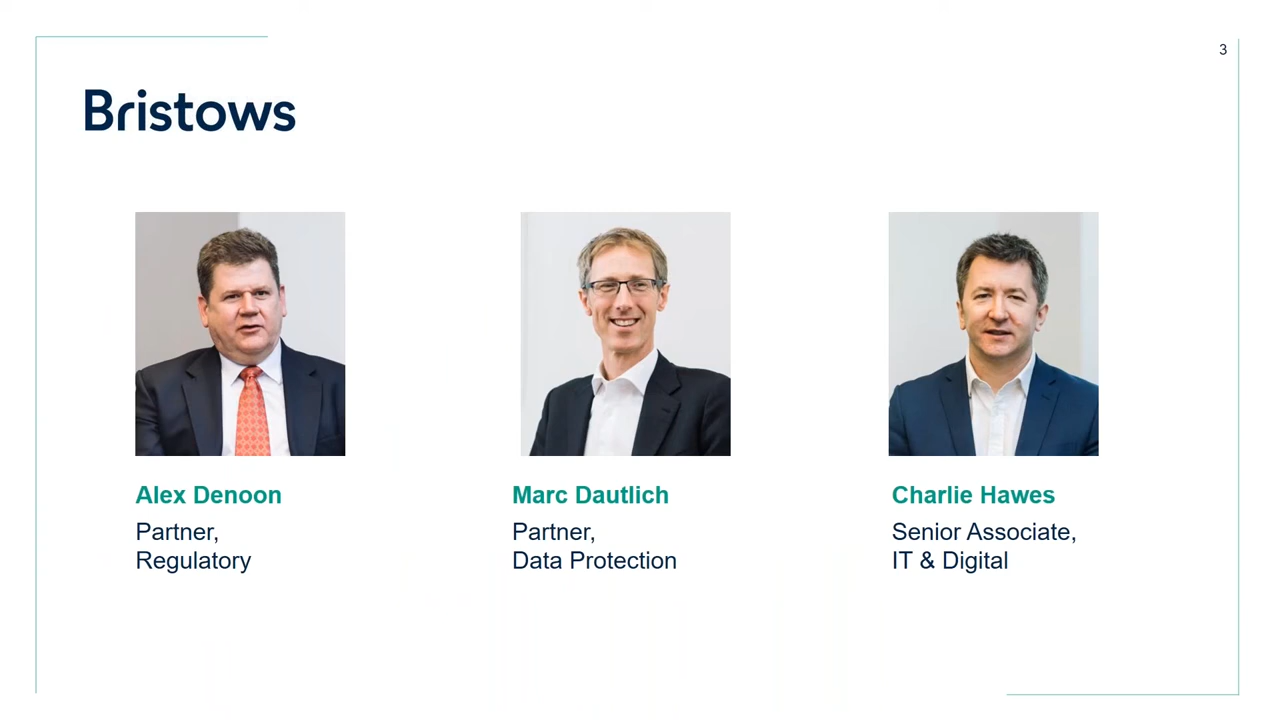 3
Bristows
Alex Denoon
Partner,
Regulatory
Marc Dautlich
Partner,
Data Protection
Charlie Hawes
Senior Associate,
IT & Digital